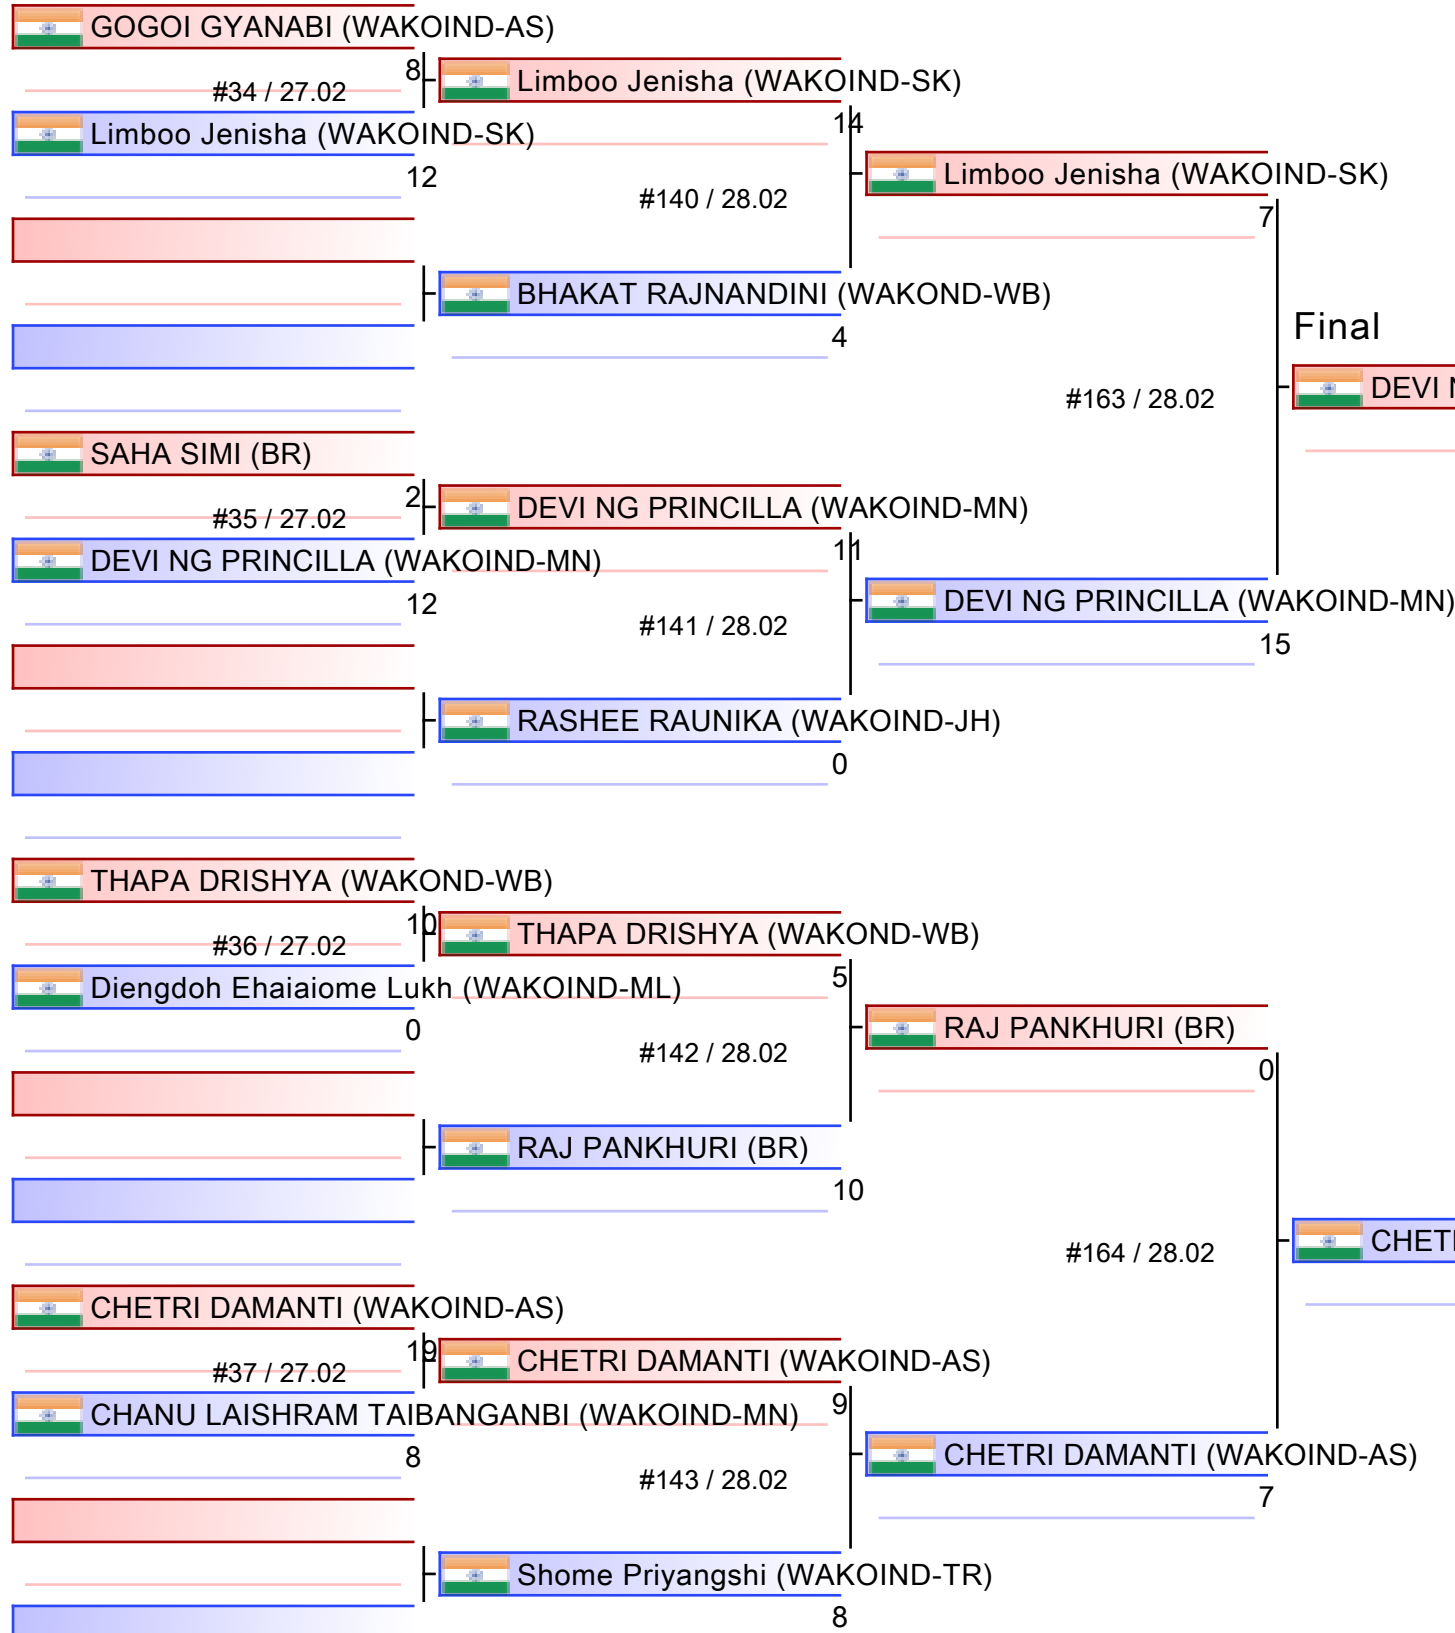 GOGOI GYANABI (WAKOIND-AS)
8
#34 / 27.02
Limboo Jenisha (WAKOIND-SK)
12
Limboo Jenisha (WAKOIND-SK)
14
#140 / 28.02
BHAKAT RAJNANDINI (WAKOND-WB)
4
Limboo Jenisha (WAKOIND-SK)
7
Final
#163 / 28.02
DEVI
SAHA SIMI (BR)
2
#35 / 27.02
DEVI NG PRINCILLA (WAKOIND-MN)
12
DEVI NG PRINCILLA (WAKOIND-MN)
11
#141 / 28.02
RASHEE RAUNIKA (WAKOIND-JH)
0
DEVI NG PRINCILLA (WAKOIND-MN)
15
THAPA DRISHYA (WAKOND-WB)
10
#36 / 27.02
Diengdoh Ehaiaiome Lukh (WAKOIND-ML)
0
THAPA DRISHYA (WAKOND-WB)
5
#142 / 28.02
RAJ PANKHURI (BR)
10
RAJ PANKHURI (BR)
0
#164 / 28.02
CHETRI DAMANTI (WAKOIND-AS)
19
#37 / 27.02
CHANU LAISHRAM TAIBANGANBI (WAKOIND-MN)
8
CHETRI DAMANTI (WAKOIND-AS)
9
#143 / 28.02
Shome Priyangshi (WAKOIND-TR)
8
CHETRI DAMANTI (WAKOIND-AS)
7